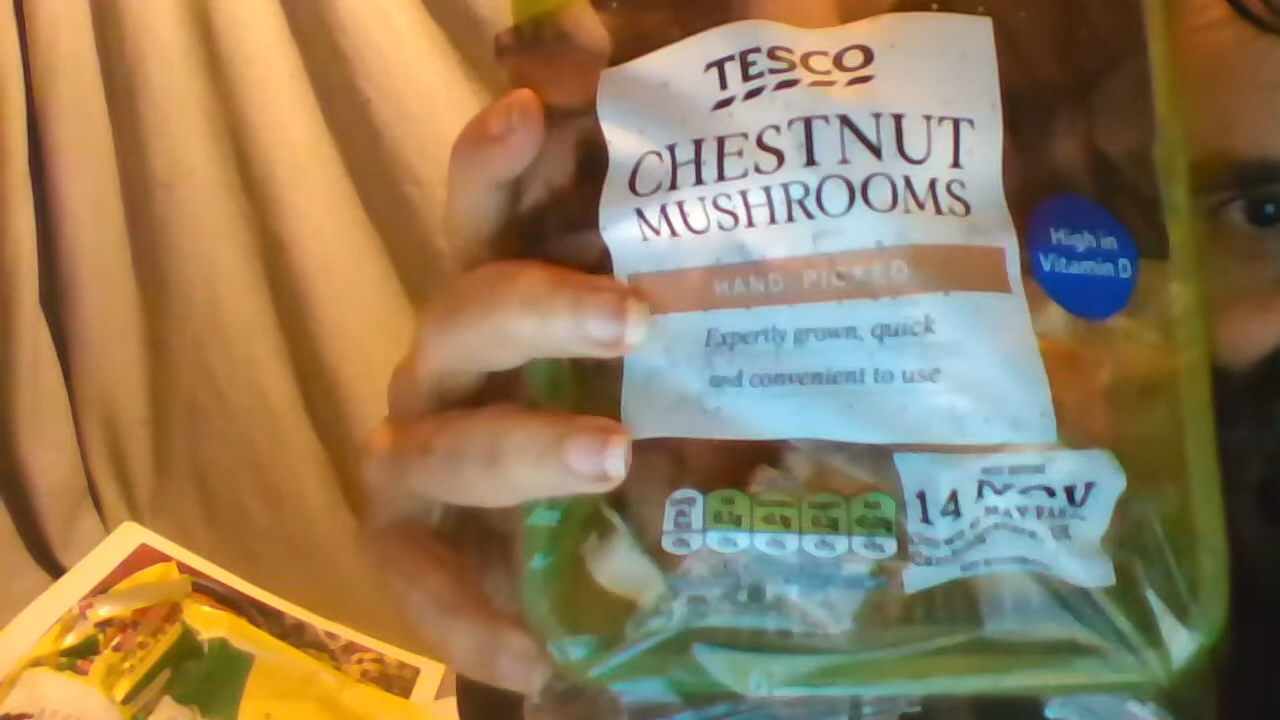 TESCO
CHESTNUT
MUSHROOMS
HAND PICKED
Expertly grown, quick
and convenient to use
High in
Vitamin D
14 NOV